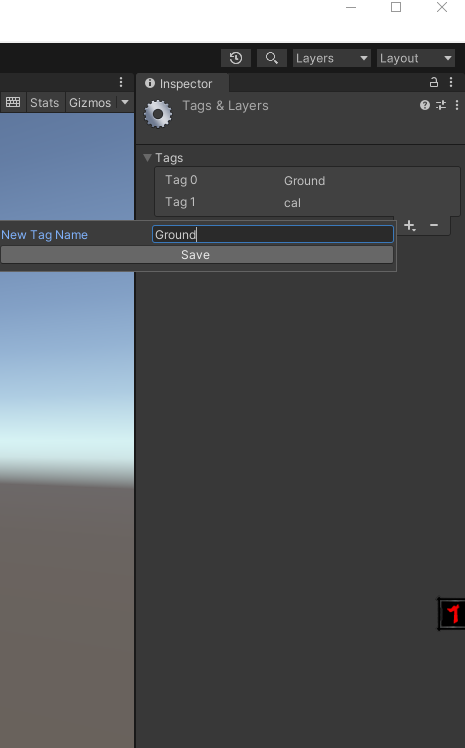 Layers
Layout
Inspector
Stats
Gizmos
Tags & Layers
Tags
Tag 0
Ground
Tag 1
cal
New Tag Name
Ground
Save
1